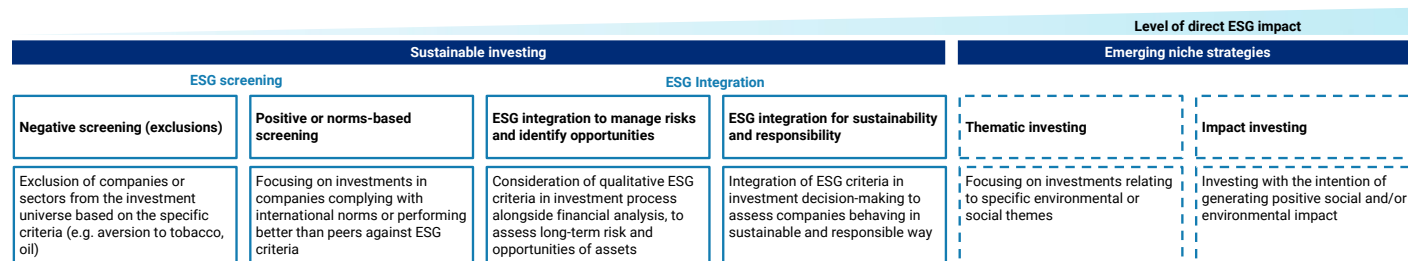 Level of direct ESG impact
Sustainable investing
Emerging niche strategies
ESG screening
ESG Integration
Negative screening (exclusions)
Positive or norms-based
screening
ESG integration to manage risks
and identify opportunities
ESG integration for sustainability
and responsibility
Thematic investing
Impact investing
Exclusion of companies or
sectors from the investment
universe based on the specific
criteria (e.g. aversion to tobacco,
oil)
Focusing on investments in
companies complying with
international norms or performing
better than peers against ESG
criteria
Consideration of qualitative ESG
criteria in investment process
alongside financial analysis, to
assess long-term risk and
opportunities of assets
Integration of ESG criteria in
investment decision-making to
assess companies behaving in
sustainable and responsible way
Focusing on investments relating
to specific environmental or
social themes
Investing with the intention of
generating positive social and/or
environmental impact